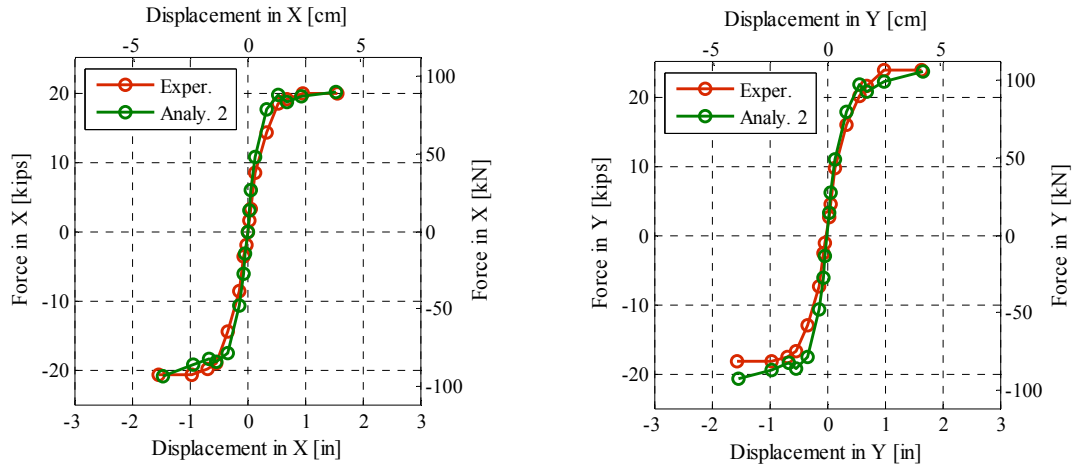 Displacement in X [cm]
-5 0 5
Exper.
Analy. 2
Force in X [kips]
20
10
0
-10
-20
100
50
0
-50
-100
Force in X [kN]
-3 -2 -1 0 1 2 3
Displacement in X [in]
Displacement in Y [cm]
-5 0 5
Exper.
Analy. 2
Force in Y [kips]
20
10
0
-10
-20
100
50
0
-50
-100
Force in Y [kN]
-3 -2 -1 0 1 2 3
Displacement in Y [in]